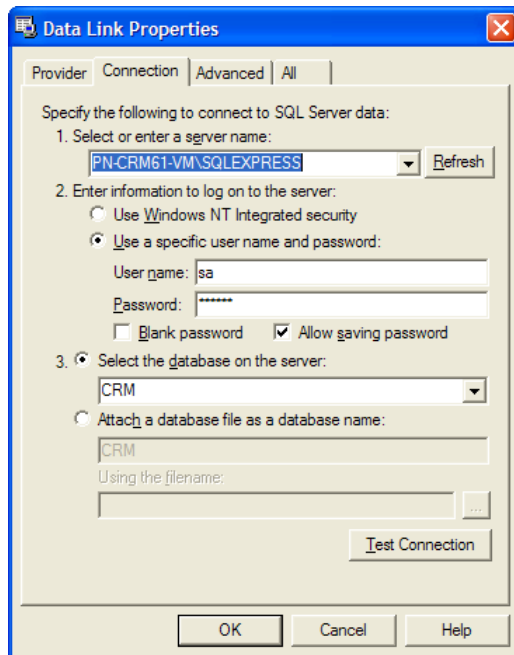 Data Link Properties
Provider Connection Advanced All
Specify the following to connect to SQL Server data:
1. Select or enter a server name:
PN-CRM61-VM\SQLEXPRESS Refresh
2. Enter information to log on to the server:
Use Windows NT Integrated security
Use a specific user name and password:
User name: sa
Password: ******
Blank password Allow saving password
3. Select the database on the server:
CRM
Attach a database file as a database name:
CRM
Using the filename:
...
Test Connection
OK Cancel Help